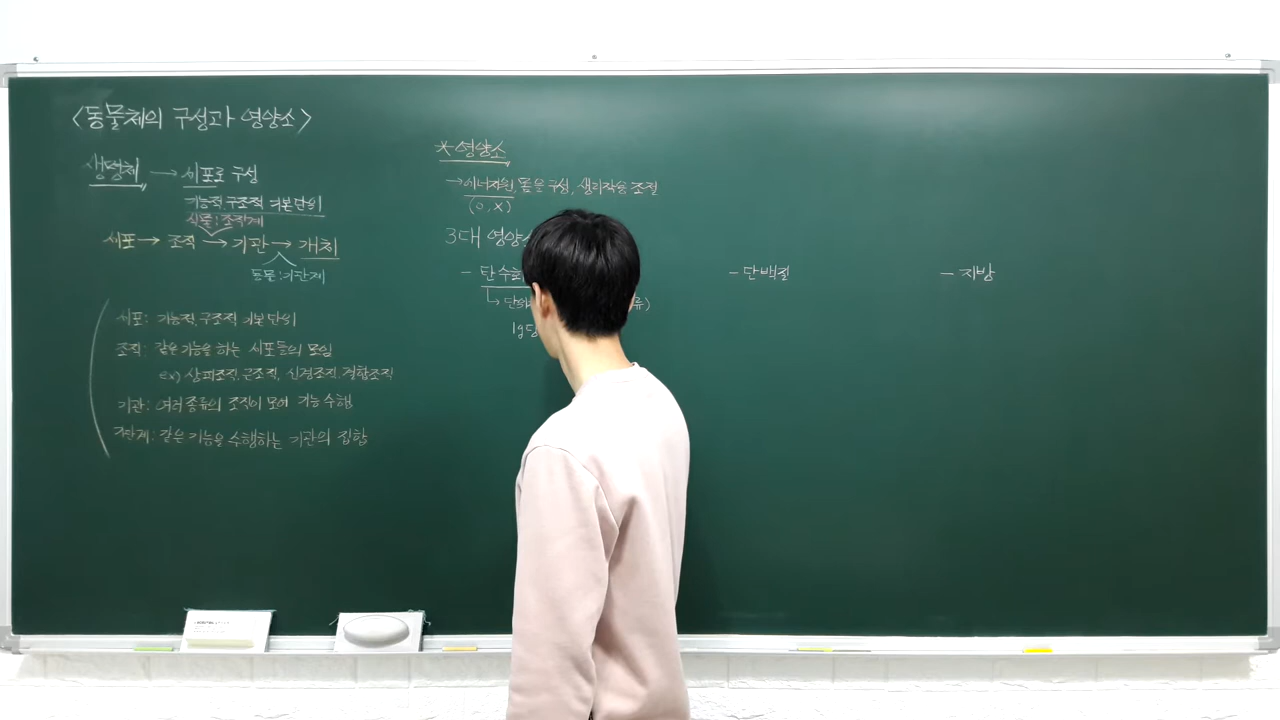 <동물체의 구성과 영양소>
생명체 → 세포로 구성
기능적, 구조적 기본단위
식물: 조직계
세포 → 조직 → 기관 → 개체
동물: 기관계
세포: 기능적, 구조적 기본단위
조직: 같은 기능을 하는 세포들의 모임
ex) 상피조직, 근조직, 신경조직, 결합조직
기관: 여러 종류의 조직이 모여 기능 수행
기관계: 같은 기능을 수행하는 기관의 집합
*영양소
→ 에너지원, 몸을 구성, 생리작용 조절
(O, X)
3대 영양소
- 탄수화
1g당
- 단백질
- 지방